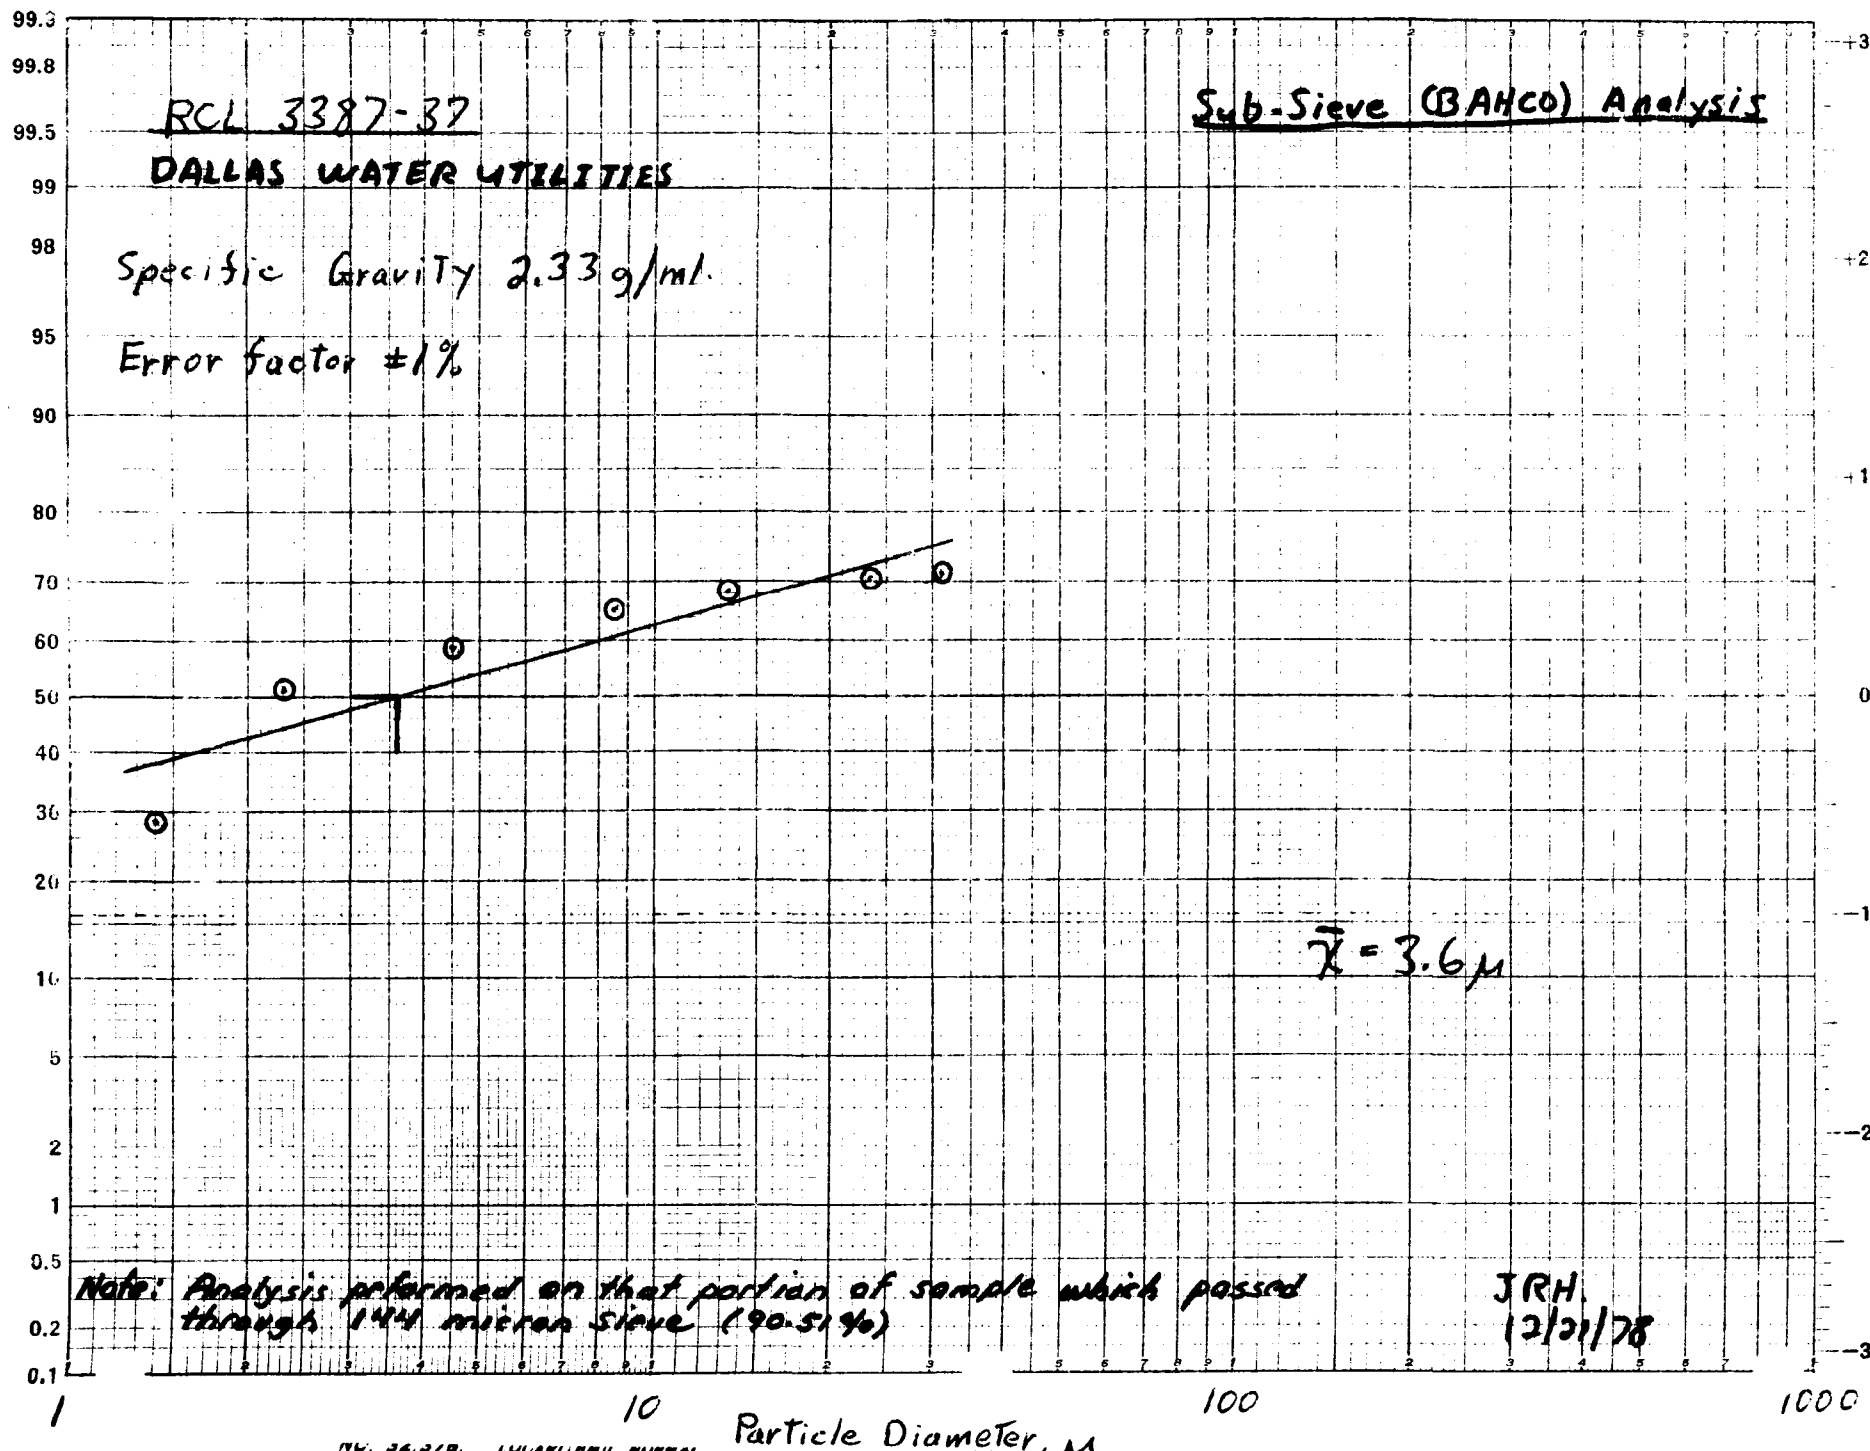 RCL 3387-37
Sub-Sieve (BAHCO) Analysis
DALLAS WATER UTILITIES
Specific Gravity 2.33 g/ml.
Error factor ±1%
99.8
99.5
99
98
95
90
80
70
60
50
40
30
20
10
5
2
1
0.5
0.2
0.1
+3
+2
+1
0
-1
-2
-3
x̄ = 3.6 µ
Note: Analysis preformed on that portion of sample which passed
through 144 micron sieve (90.51%)
JRH.
12/21/78
1 10 100 1000
Particle Diameter, M